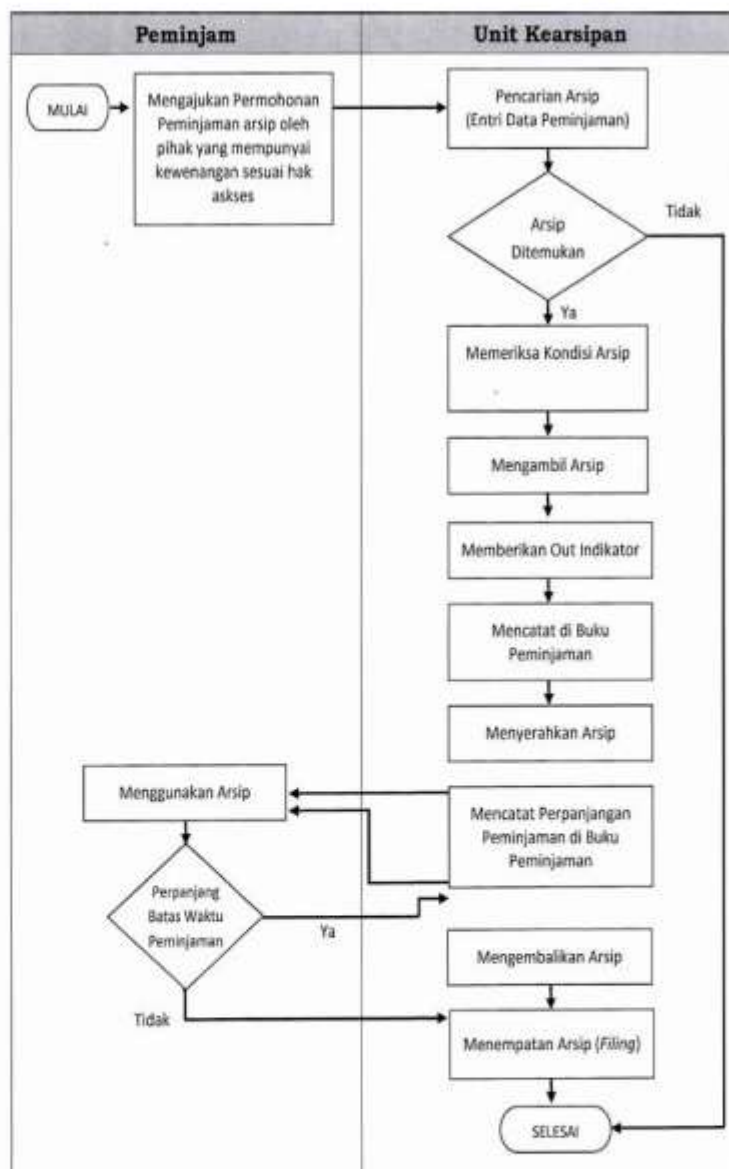 Peminjam
Unit Kearsipan
MULAI
Mengajukan Permohonan
Peminjaman arsip oleh
pihak yang mempunyai
kewenangan sesuai hak
askses
Pencarian Arsip
(Entri Data Peminjaman)
Arsip
Ditemukan
Tidak
Ya
Memeriksa Kondisi Arsip
Mengambil Arsip
Memberikan Out Indikator
Mencatat di Buku
Peminjaman
Menyerahkan Arsip
Menggunakan Arsip
Mencatat Perpanjangan
Peminjaman di Buku
Peminjaman
Perpanjang
Batas Waktu
Peminjaman
Ya
Mengembalikan Arsip
Tidak
Menempatan Arsip (Filing)
SELESAI